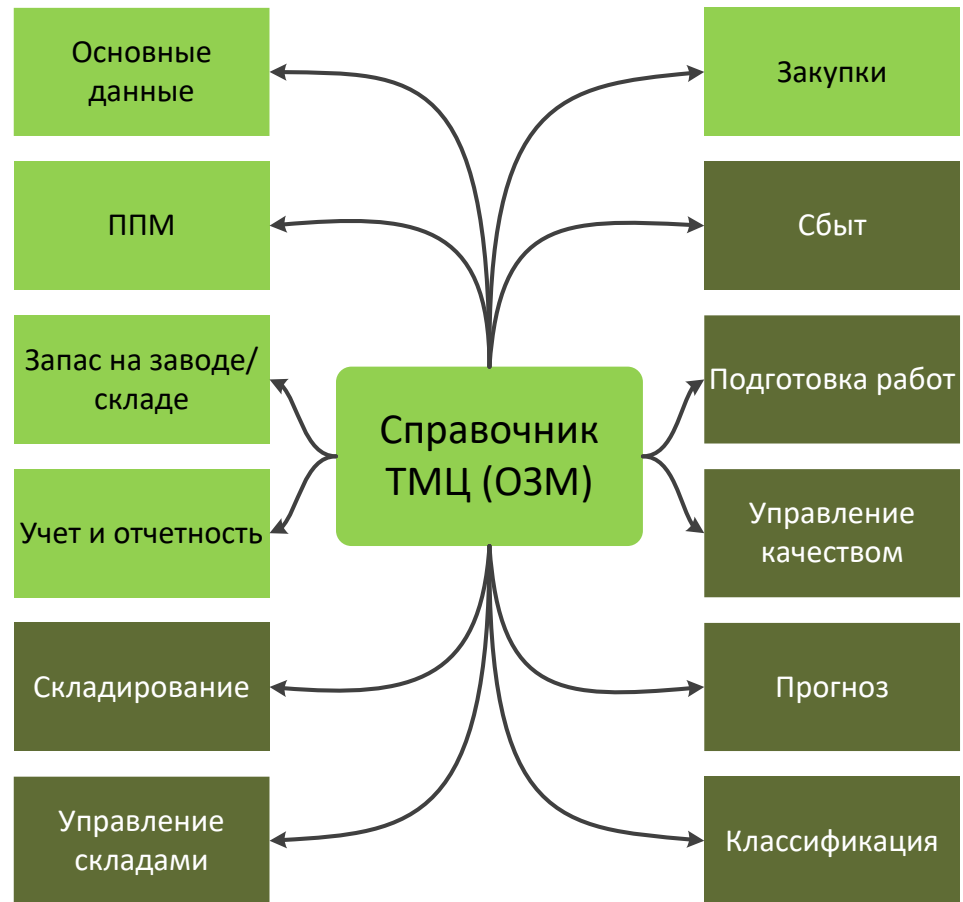 Основные
данные
Закупки
ППМ
Сбыт
Запас на заводе/
складе
Подготовка работ
Справочник
ТМЦ (ОЗМ)
Учет и отчетность
Управление
качеством
Складирование
Прогноз
Управление
складами
Классификация